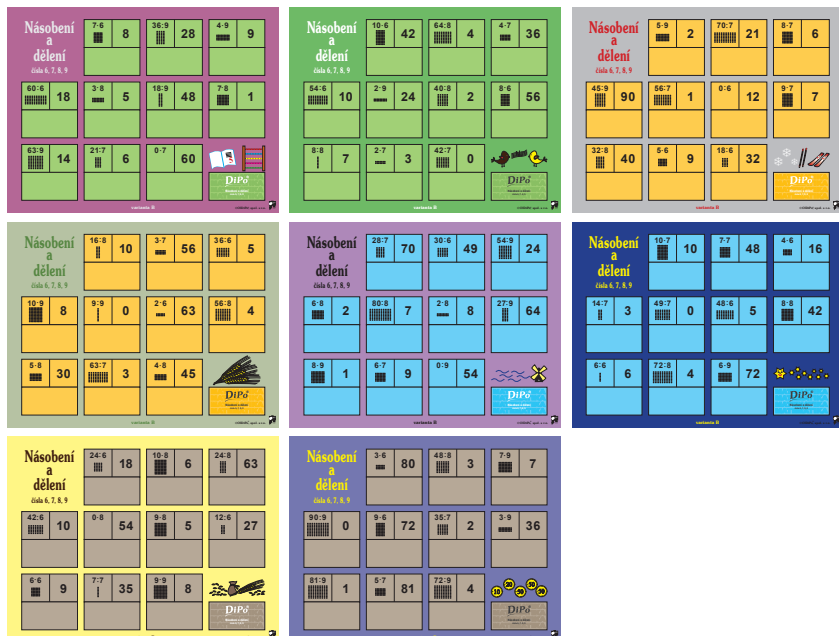 Násobení
a
dělení
čísla 6, 7, 8, 9
7·6 8 36:9 28 4·9 9
60:6 18 3·8 5 18:9 48 7·8 1
63:9 14 21:7 6 0·7 60
DiPo
varianta B
Násobení
a
dělení
čísla 6, 7, 8, 9
10·6 42 64:8 4 4·7 36
54:6 10 2·9 24 40:8 2 8·6 56
8:8 7 2·7 3 42:7 0
DiPo
varianta B
Násobení
a
dělení
čísla 6, 7, 8, 9
5·9 2 70:7 21 8·7 6
45:9 90 56:7 1 0:6 12 9·7 7
32:8 40 5·6 9 18:6 32
DiPo
varianta B
Násobení
a
dělení
čísla 6, 7, 8, 9
16:8 10 3·7 56 36:6 5
10·9 8 9:9 0 2·6 63 56:8 4
5·8 30 63:7 3 4·8 45
DiPo
varianta B
Násobení
a
dělení
čísla 6, 7, 8, 9
28:7 70 30:6 49 54:9 24
6·8 2 80:8 7 2·8 8 27:9 64
8·9 1 6·7 9 0:9 54
DiPo
varianta B
Násobení
a
dělení
čísla 6, 7, 8, 9
10·7 10 7·7 48 4·6 16
14:7 3 49:7 0 48:6 5 8·8 42
6:6 6 72:8 4 6·9 72
DiPo
varianta B
Násobení
a
dělení
čísla 6, 7, 8, 9
24:6 18 10·8 6 24:8 63
42:6 10 0·8 54 9·8 5 12:6 27
6·6 9 7:7 35 9·9 8
DiPo
Násobení
a
dělení
čísla 6, 7, 8, 9
3·6 80 48:8 3 7·9 7
90:9 0 9·6 72 35:7 2 3·9 36
81:9 1 5·7 81 72:9 4
DiPo